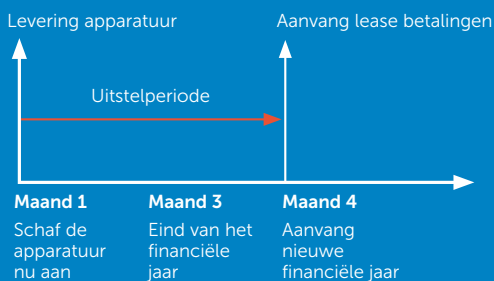 Levering apparatuur
Aanvang lease betalingen
Uitstelperiode
Maand 1
Schaf de
apparatuur
nu aan
Maand 3
Eind van het
financiële
jaar
Maand 4
Aanvang
nieuwe
financiële jaar